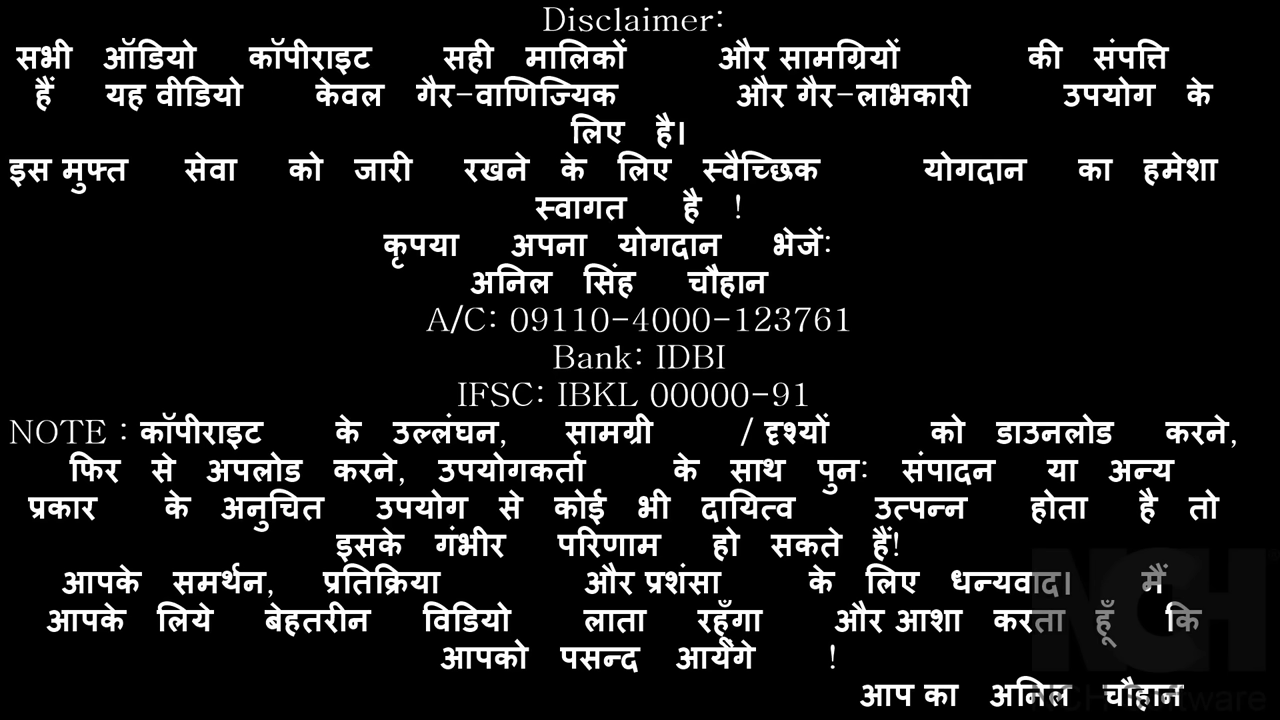 Disclaimer:
सभी ऑडियो कॉपीराइट सही मालिकों और सामग्रियों की संपत्ति
हैं यह वीडियो केवल गैर-वाणिज्यिक और गैर-लाभकारी उपयोग के
लिए है।
इस मुफ्त सेवा को जारी रखने के लिए स्वैच्छिक योगदान का हमेशा
स्वागत है !
कृपया अपना योगदान भेजें:
अनिल सिंह चौहान
A/C: 09110-4000-123761
Bank: IDBI
IFSC: IBKL 00000-91
NOTE : कॉपीराइट के उल्लंघन, सामग्री / दृश्यों को डाउनलोड करने,
फिर से अपलोड करने, उपयोगकर्ता के साथ पुन: संपादन या अन्य
प्रकार के अनुचित उपयोग से कोई भी दायित्व उत्पन्न होता है तो
इसके गंभीर परिणाम हो सकते हैं!
आपके समर्थन, प्रतिक्रिया और प्रशंसा के लिए धन्यवाद। मैं
आपके लिये बेहतरीन विडियो लाता रहूँगा और आशा करता हूँ कि
आपको पसन्द आयेंगे !
आप का अनिल चौहान
NCH
NCH Software